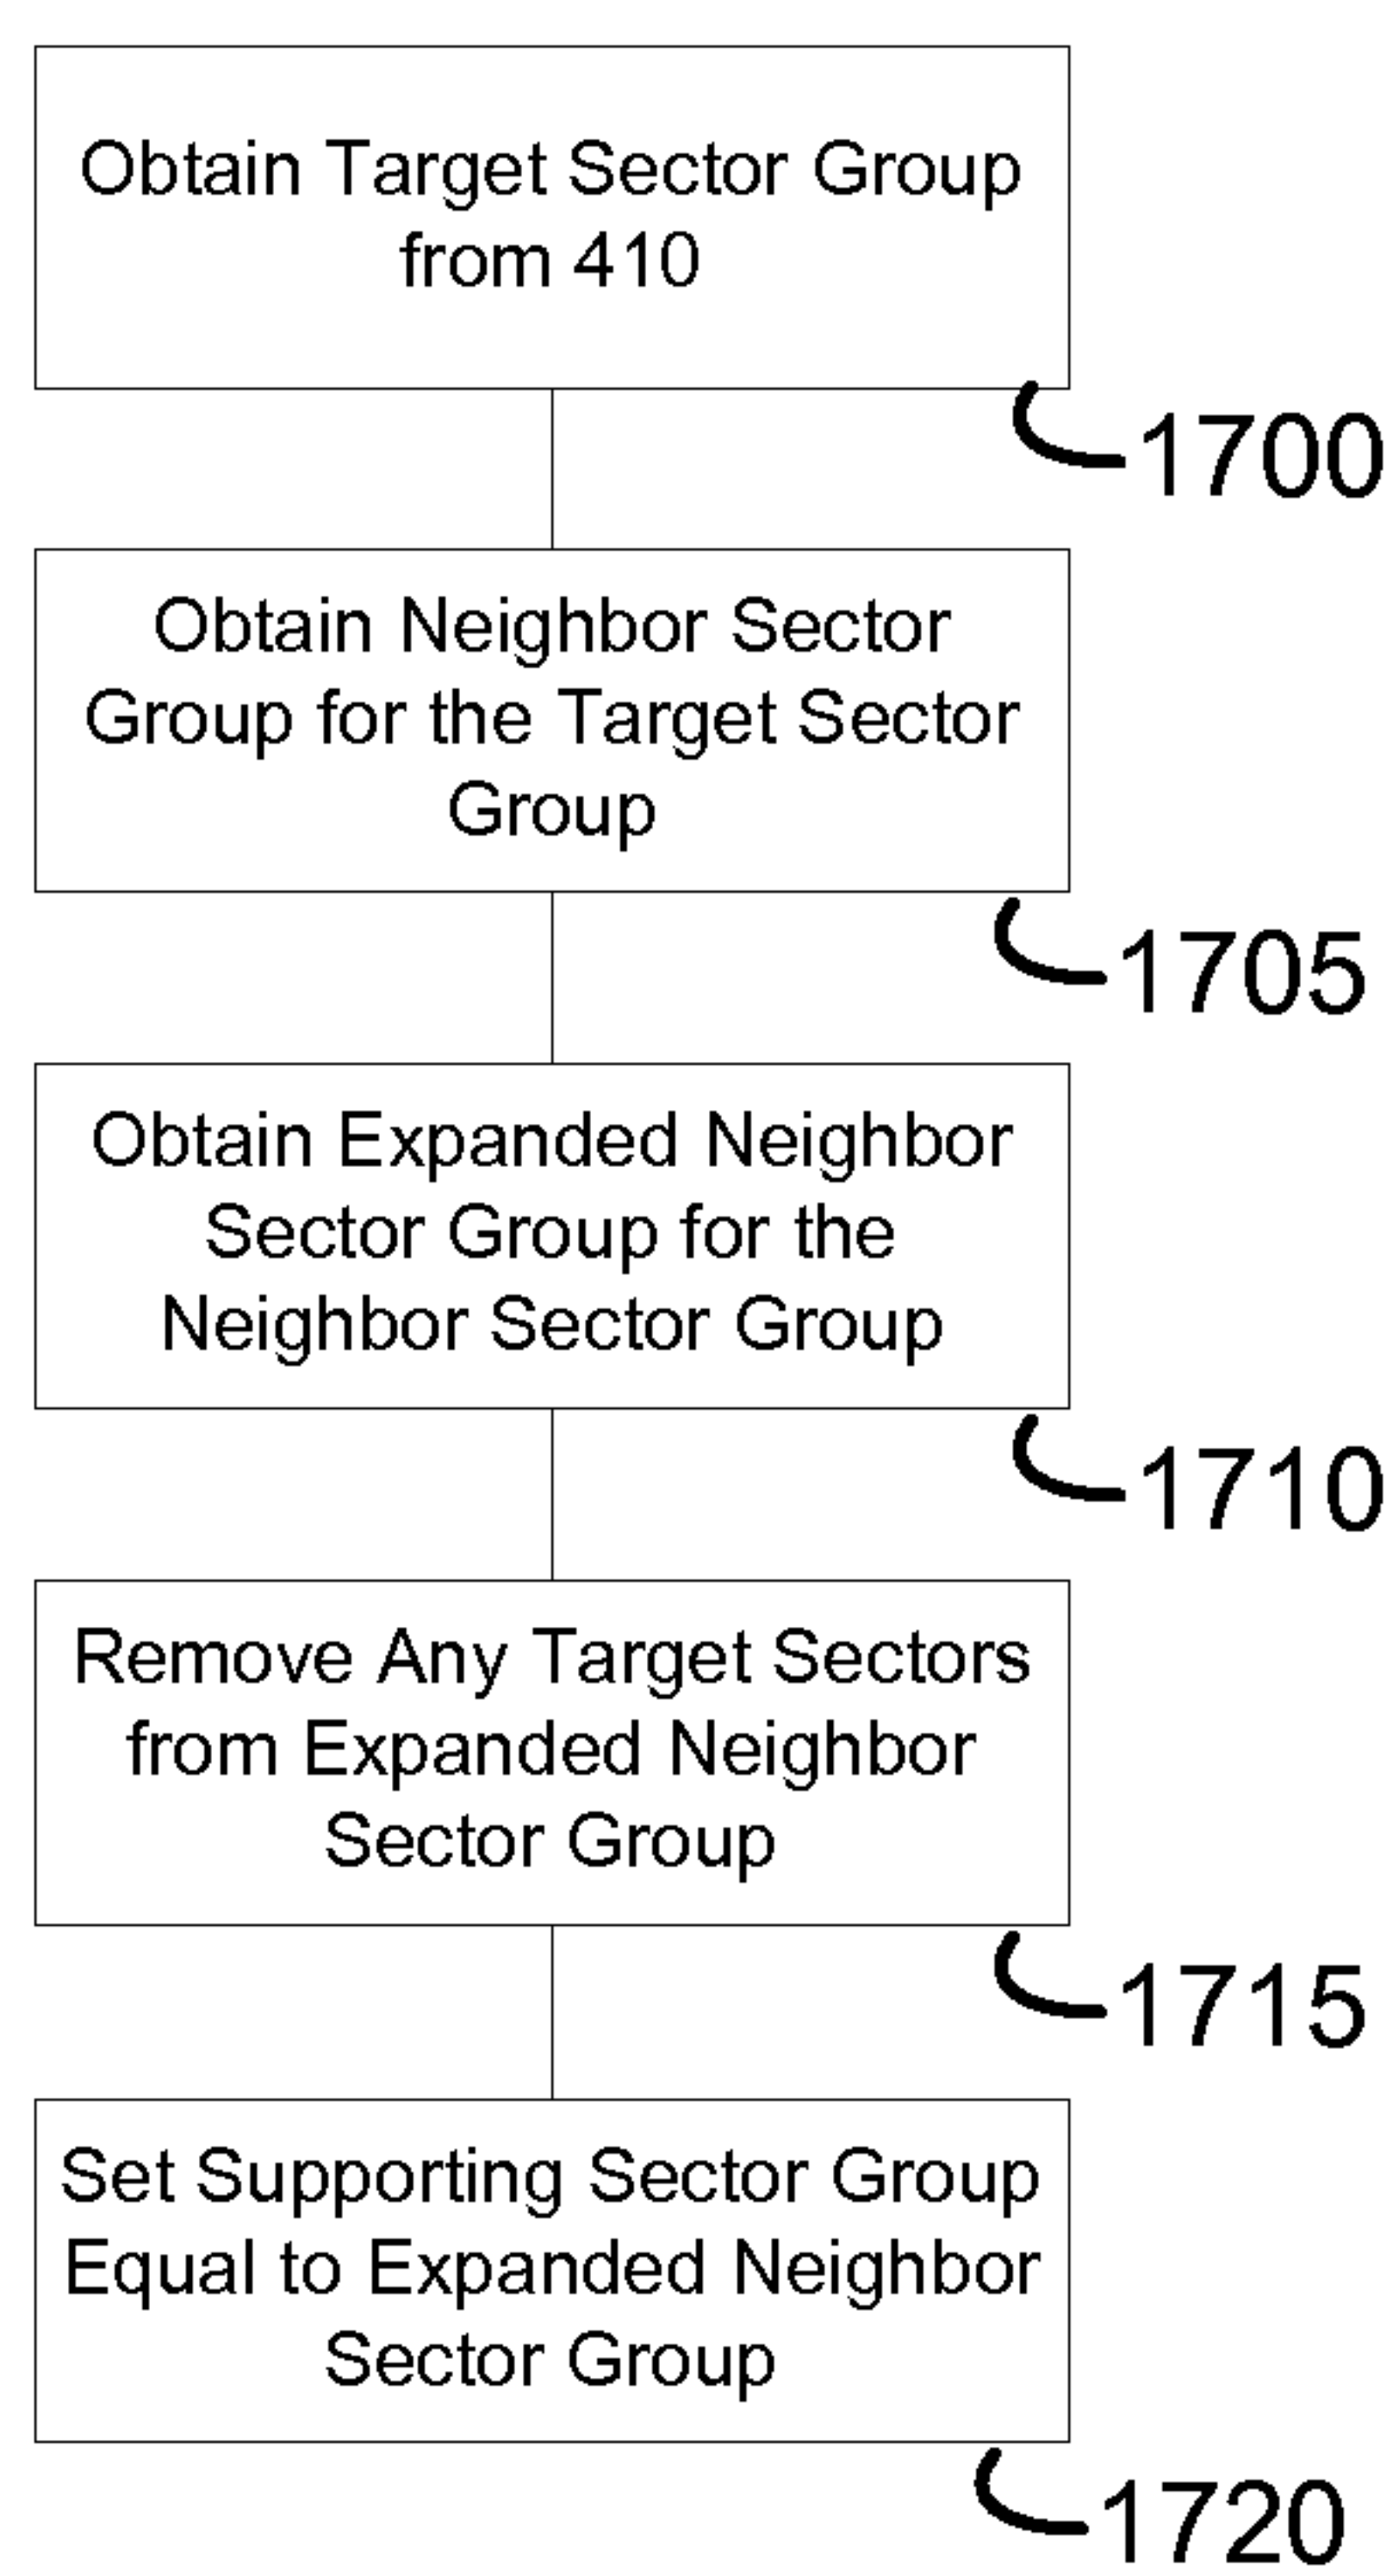 Obtain Target Sector Group
from 410
1700
Obtain Neighbor Sector
Group for the Target Sector
Group
1705
Obtain Expanded Neighbor
Sector Group for the
Neighbor Sector Group
1710
Remove Any Target Sectors
from Expanded Neighbor
Sector Group
1715
Set Supporting Sector Group
Equal to Expanded Neighbor
Sector Group
1720